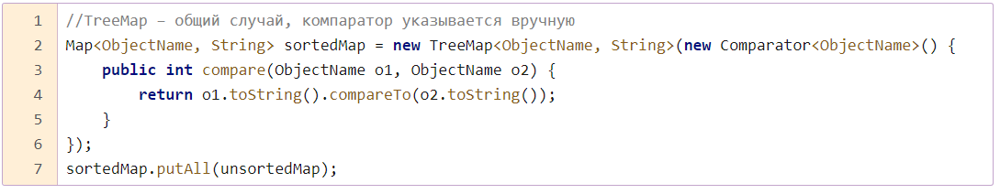 1 //TreeMap – общий случай, компаратор указывается вручную
2 Map<ObjectName, String> sortedMap = new TreeMap<ObjectName, String>(new Comparator<ObjectName>() {
3     public int compare(ObjectName o1, ObjectName o2) {
4         return o1.toString().compareTo(o2.toString());
5     }
6 });
7 sortedMap.putAll(unsortedMap);